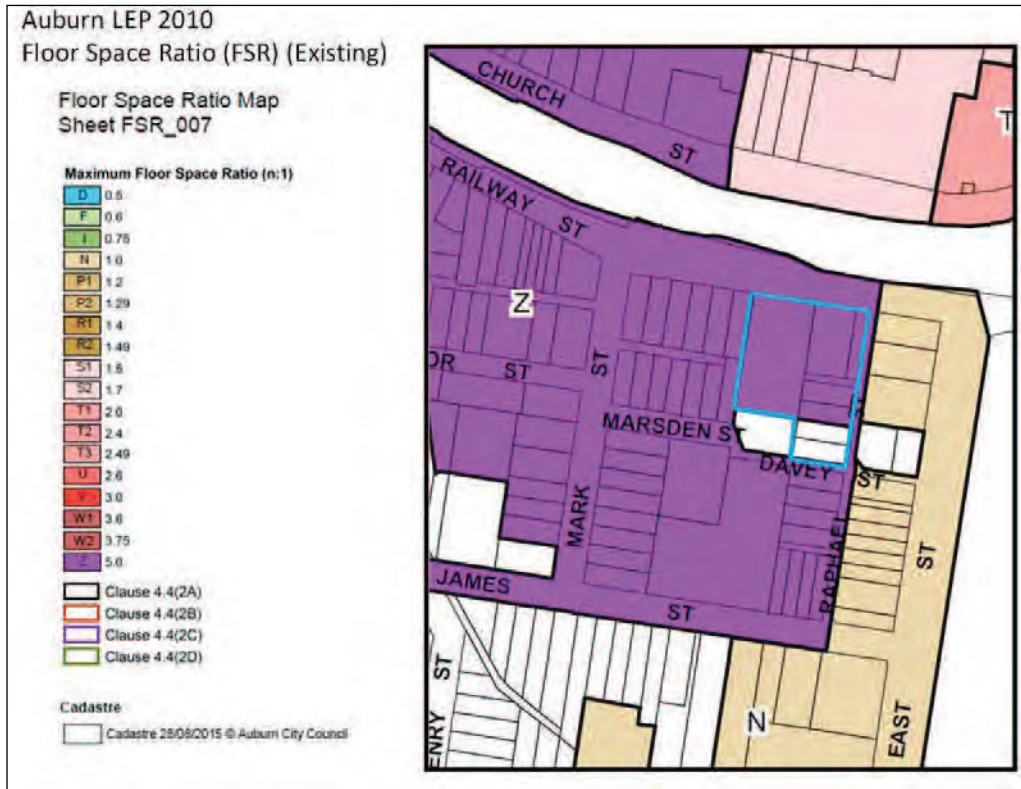 Auburn LEP 2010
Floor Space Ratio (FSR) (Existing)
Floor Space Ratio Map
Sheet FSR_007
Maximum Floor Space Ratio (n:1)
D 0.5
F 0.6
I 0.75
N 1.0
P1 1.2
P2 1.29
R1 1.4
R2 1.49
S1 1.5
S2 1.7
T1 2.0
T2 2.4
T3 2.49
U 2.6
V 3.0
W1 3.6
W2 3.75
Z 5.0
Clause 4.4(2A)
Clause 4.4(2B)
Clause 4.4(2C)
Clause 4.4(2D)
Cadastre
Cadastre 28/08/2015 © Auburn City Council
CHURCH ST
T
RAILWAY ST
Z
OR ST
ST
MARSDEN ST
ST
DAVEY ST
MARK
RAPHAEL
ST
JAMES ST
ENRY ST
N
EAST